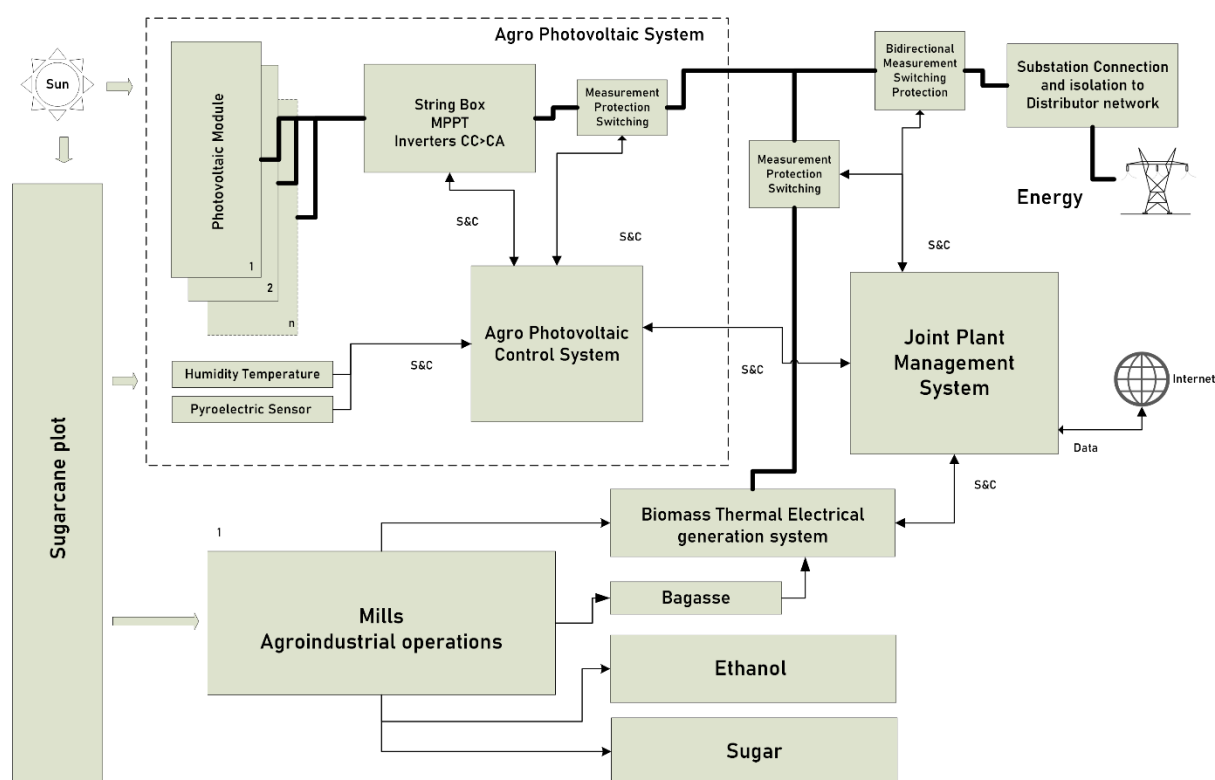 Agro Photovoltaic System
Sun
Photovoltaic Module
1
2
n
String Box
MPPT
Inverters CC>CA
Measurement
Protection
Switching
Bidirectional
Measurement
Switching
Protection
Substation Connection
and isolation to
Distributor network
Measurement
Protection
Switching
Energy
S&C
S&C
S&C
Agro Photovoltaic
Control System
Joint Plant
Management
System
Humidity Temperature
S&C
S&C
Pyroelectric Sensor
Internet
Data
Sugarcane plot
S&C
1
Biomass Thermal Electrical
generation system
Mills
Agroindustrial operations
Bagasse
Ethanol
Sugar